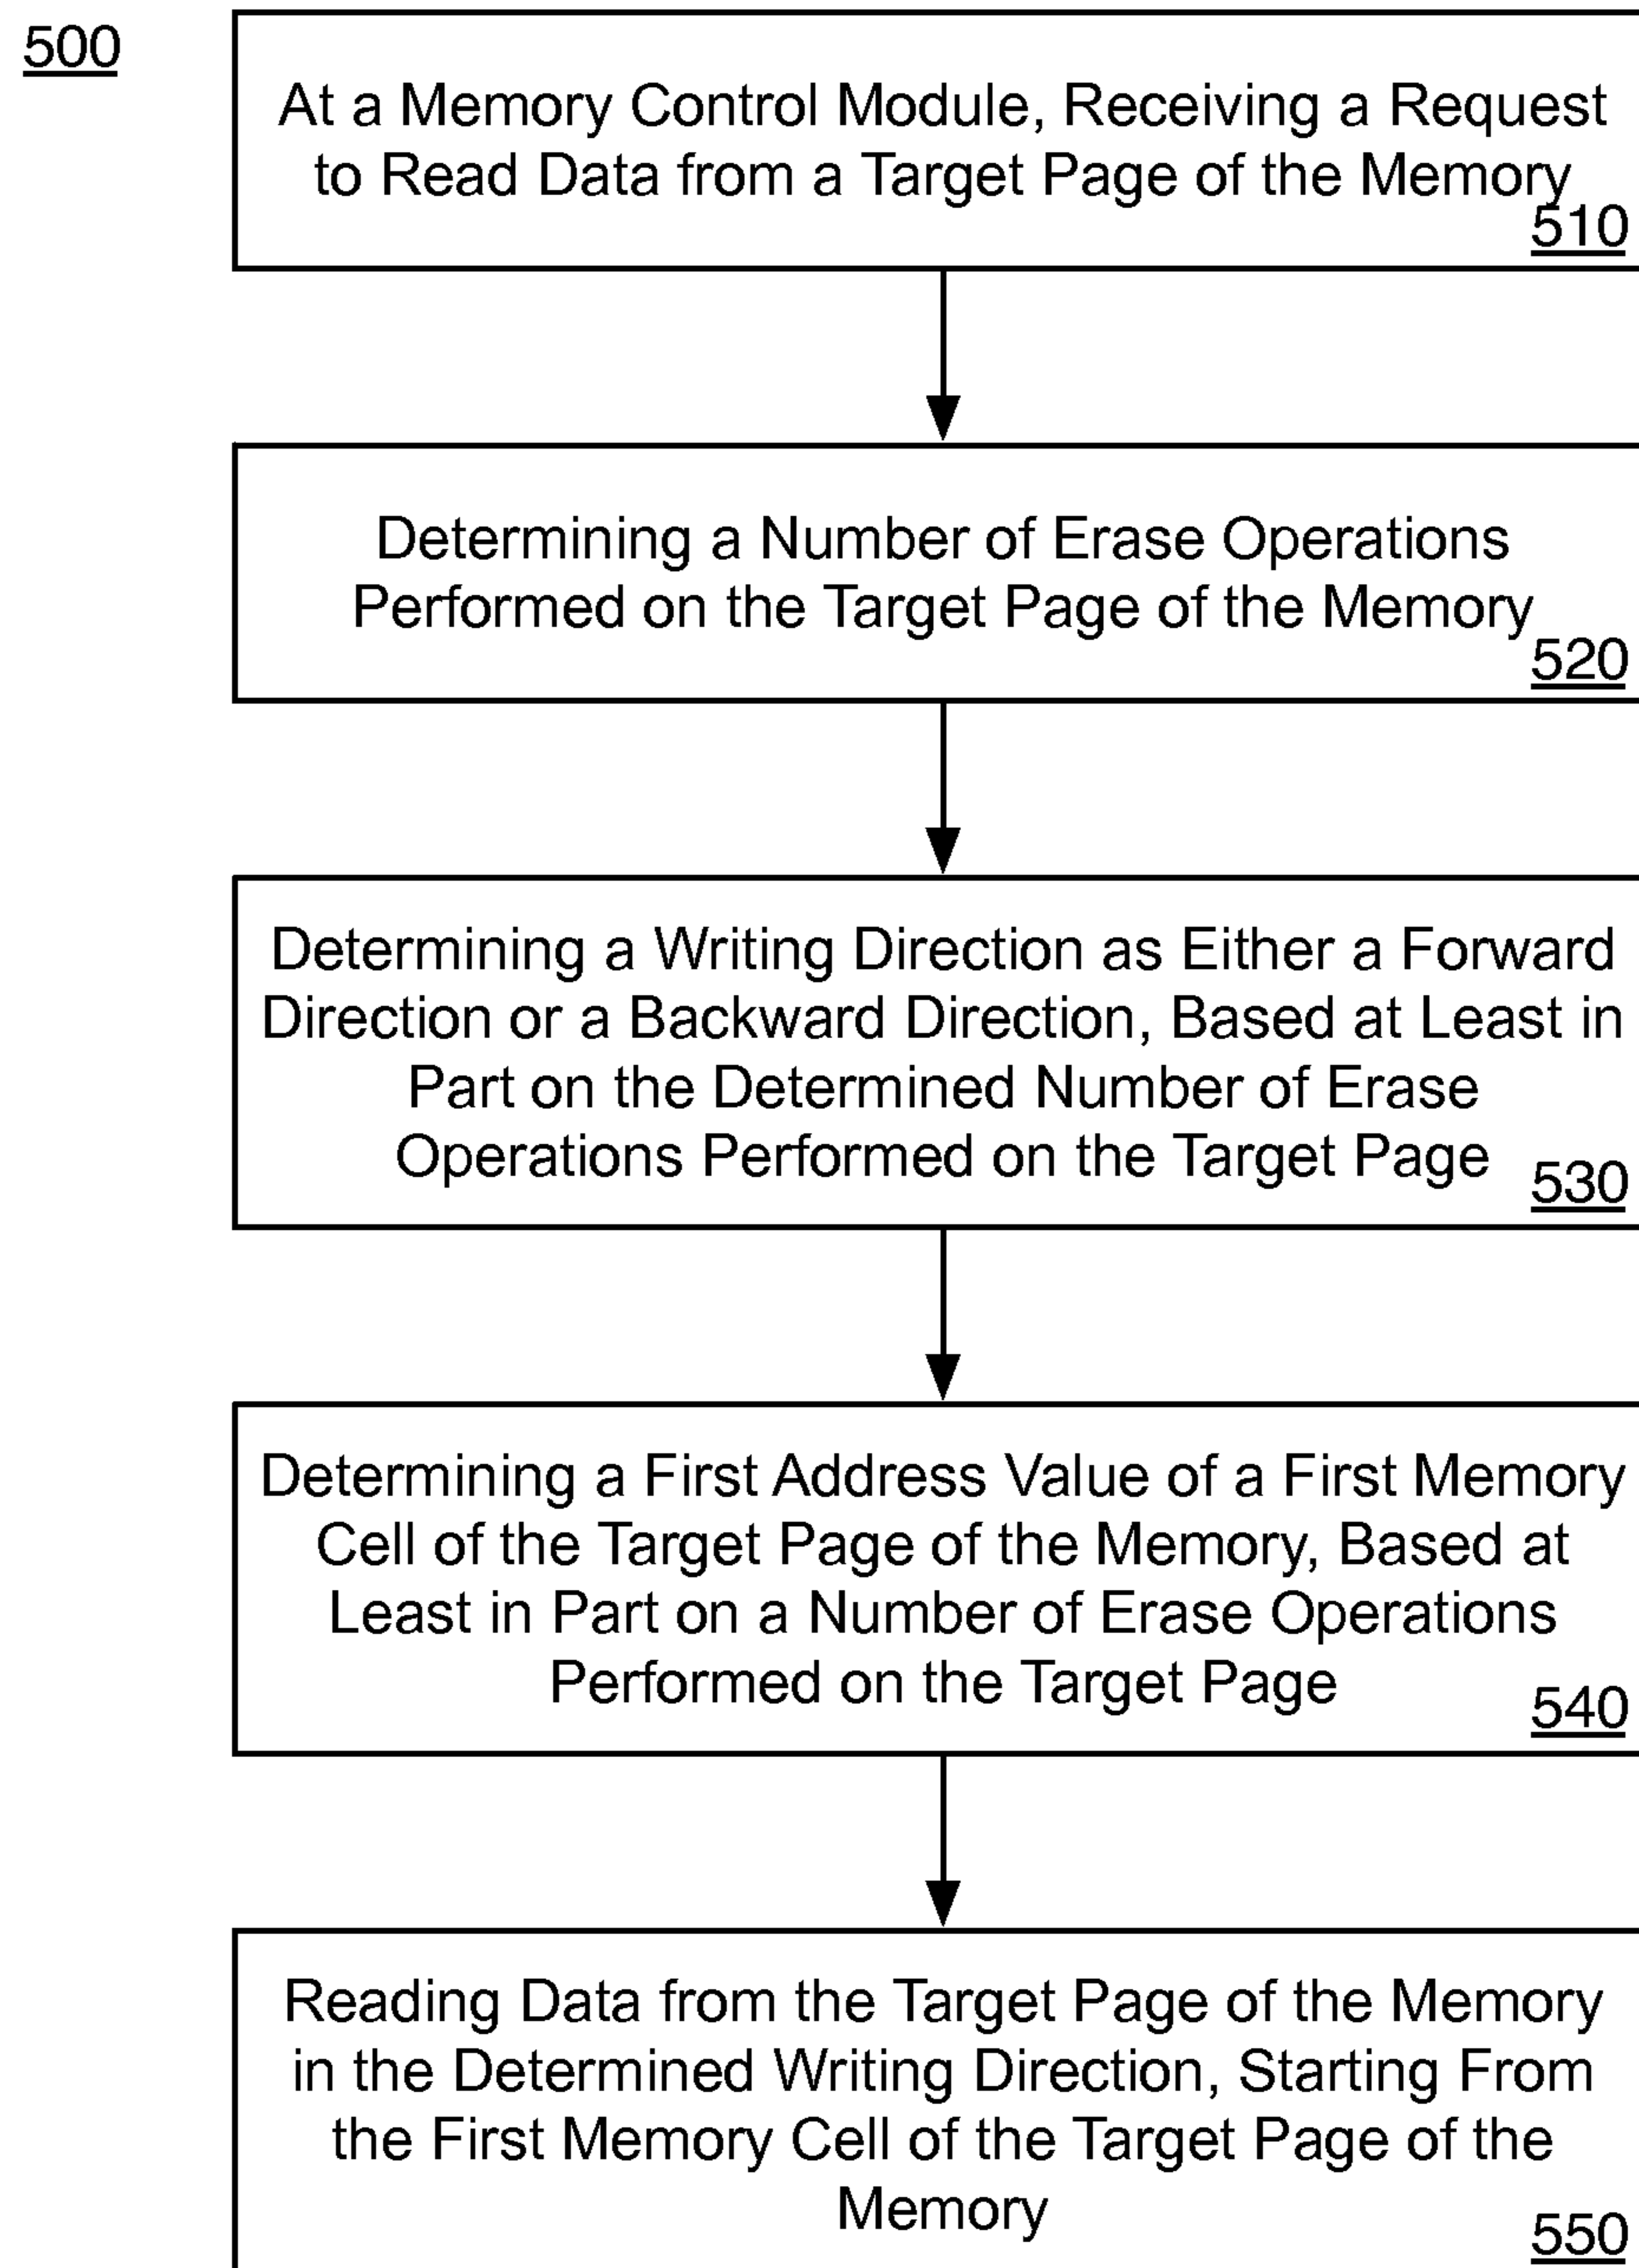 500
At a Memory Control Module, Receiving a Request
to Read Data from a Target Page of the Memory
510
Determining a Number of Erase Operations
Performed on the Target Page of the Memory
520
Determining a Writing Direction as Either a Forward
Direction or a Backward Direction, Based at Least in
Part on the Determined Number of Erase
Operations Performed on the Target Page
530
Determining a First Address Value of a First Memory
Cell of the Target Page of the Memory, Based at
Least in Part on a Number of Erase Operations
Performed on the Target Page
540
Reading Data from the Target Page of the Memory
in the Determined Writing Direction, Starting From
the First Memory Cell of the Target Page of the
Memory
550